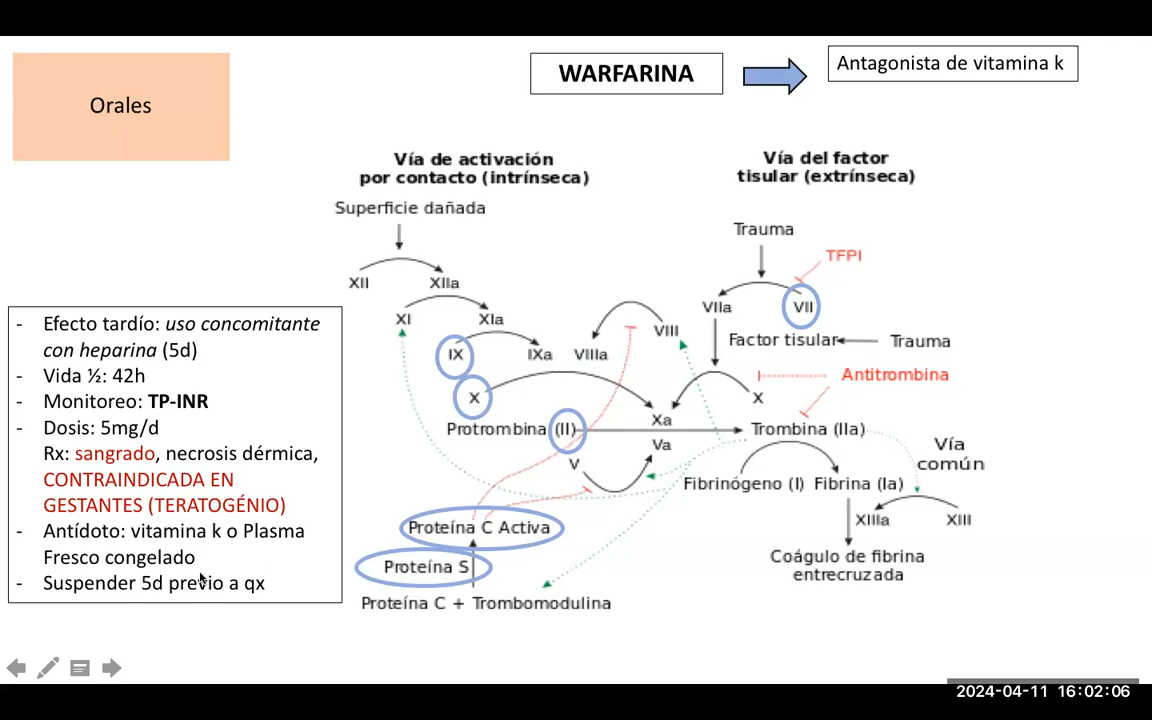 Orales
WARFARINA
Antagonista de vitamina k
Vía de activación
por contacto (intrínseca)
Vía del factor
tisular (extrínseca)
Superficie dañada
Trauma
TFPI
XII
XIIa
XI
XIa
VIIa
VII
VIII
Factor tisular
Trauma
IX
IXa
VIIIa
Antitrombina
X
X
Xa
Protrombina (II)
Trombina (IIa)
Va
Vía
común
V
Fibrinógeno (I)
Fibrina (Ia)
XIIIa
XIII
Proteína C Activa
Coágulo de fibrina
entrecruzada
Proteína S
Proteína C + Trombomodulina
- Efecto tardío: uso concomitante
con heparina (5d)
- Vida ½: 42h
- Monitoreo: TP-INR
- Dosis: 5mg/d
Rx: sangrado, necrosis dérmica,
CONTRAINDICADA EN
GESTANTES (TERATOGÉNIO)
- Antídoto: vitamina k o Plasma
Fresco congelado
- Suspender 5d previo a qx
2024-04-11 16:02:06